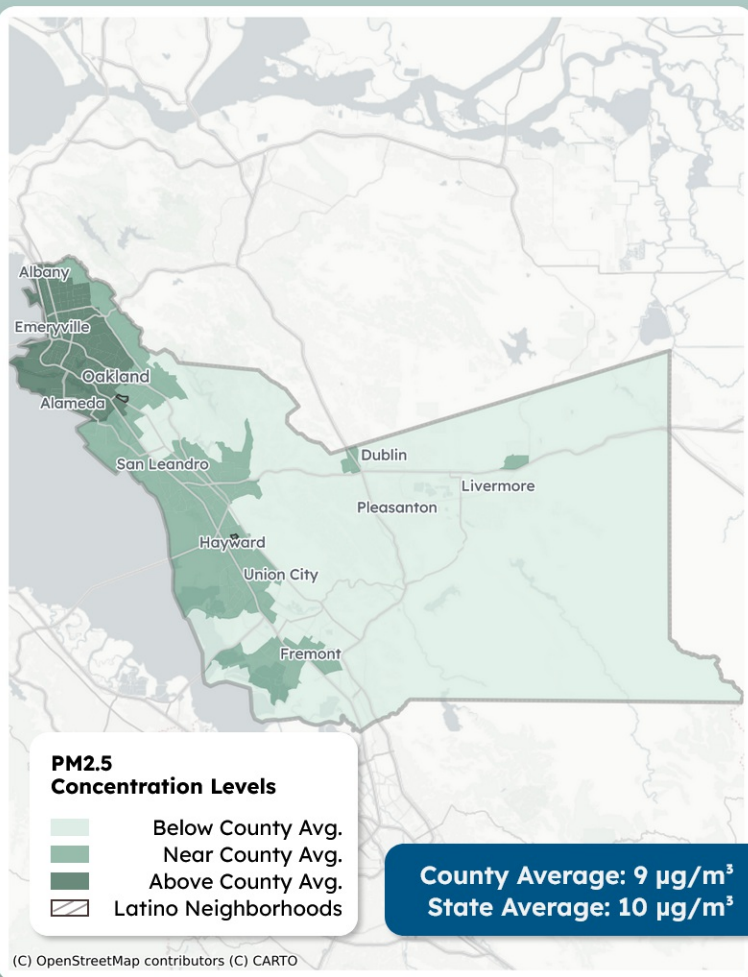 Albany
Emeryville
Oakland
Alameda
San Leandro
Dublin
Livermore
Pleasanton
Hayward
Union City
Fremont
PM2.5
Concentration Levels
Below County Avg.
Near County Avg.
Above County Avg.
Latino Neighborhoods
County Average: 9 µg/m³
State Average: 10 µg/m³
(C) OpenStreetMap contributors (C) CARTO